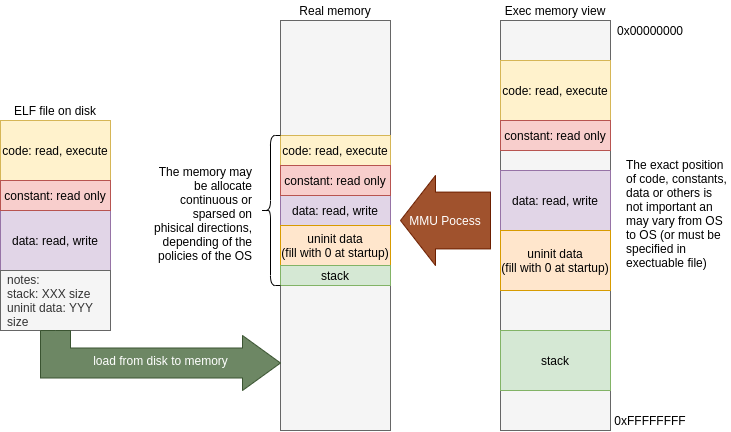 Real memory
Exec memory view
0x00000000
ELF file on disk
code: read, execute
constant: read only
data: read, write
notes:
stack: XXX size
uninit data: YYY
size
load from disk to memory
The memory may
be allocate
continuous or
sparsed on
phisical directions,
depending of the
policies of the OS
code: read, execute
constant: read only
data: read, write
uninit data
(fill with 0 at startup)
stack
MMU Pocess
code: read, execute
constant: read only
data: read, write
uninit data
(fill with 0 at startup)
stack
The exact position
of code, constants,
data or others is
not important an
may vary from OS
to OS (or must be
specified in
exectuable file)
0xFFFFFFFF